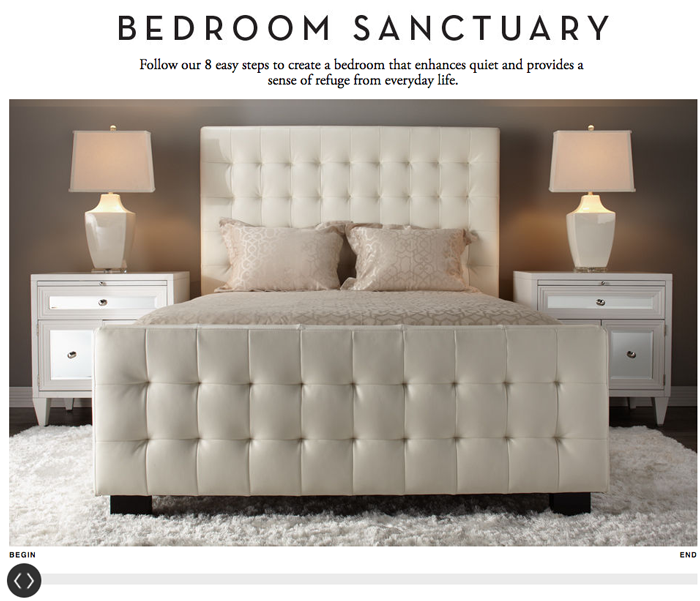 BEDROOM SANCTUARY
Follow our 8 easy steps to create a bedroom that enhances quiet and provides a
sense of refuge from everyday life.
BEGIN
END